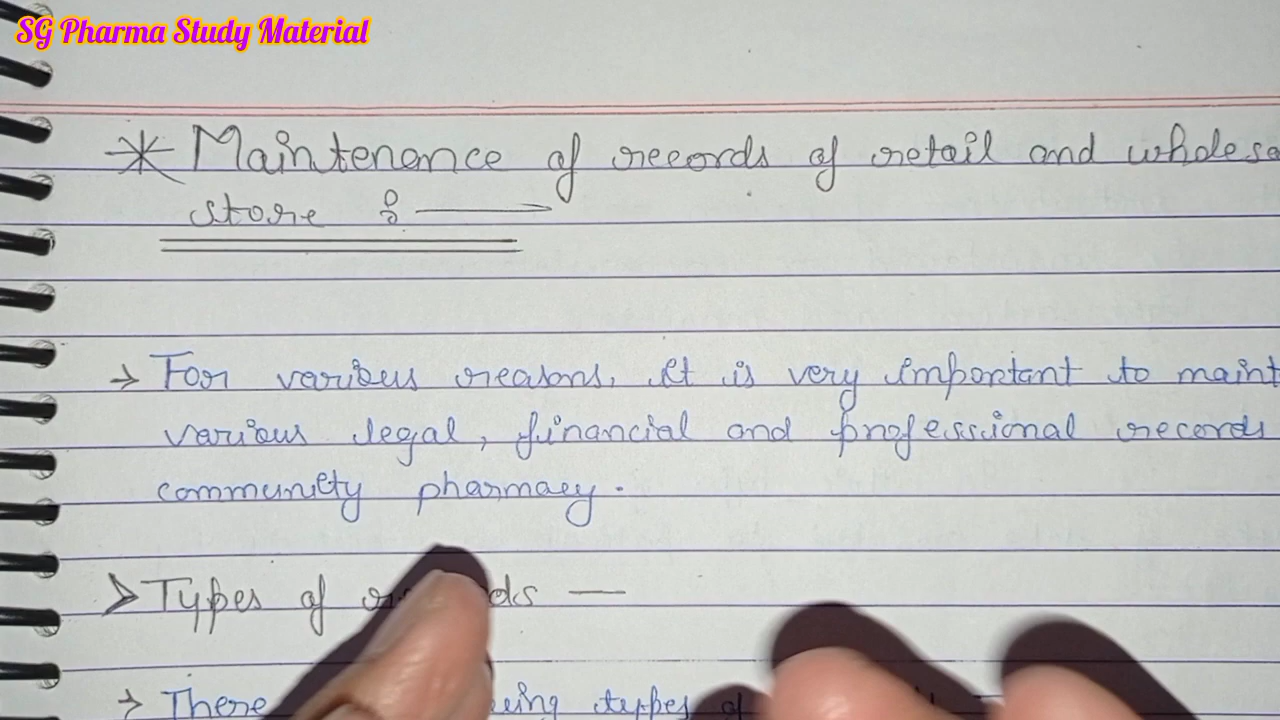 SG Pharma Study Material
* Maintenance of records of retail and wholesa
store :
→ For various reasons, It is very important to maint
various legal, financial and professional records
community pharmacy.
> Types of —
→ There types